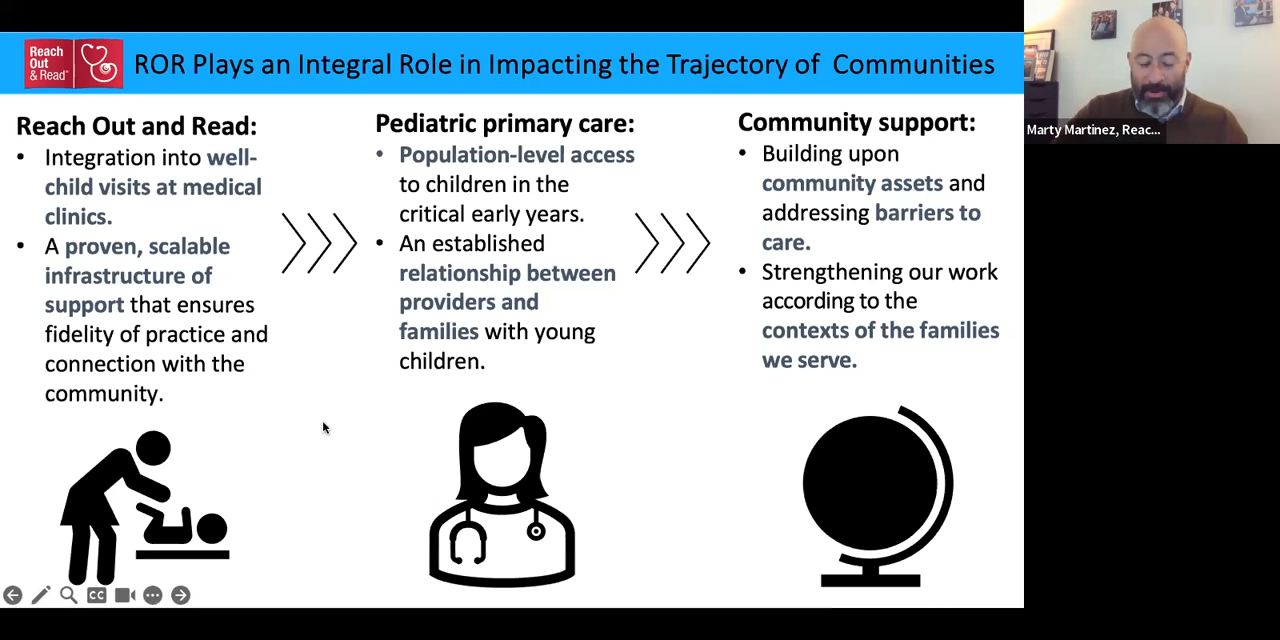 Reach
Out
& Read®
ROR Plays an Integral Role in Impacting the Trajectory of Communities
Reach Out and Read:
• Integration into well-
child visits at medical
clinics.
• A proven, scalable
infrastructure of
support that ensures
fidelity of practice and
connection with the
community.
Pediatric primary care:
• Population-level access
to children in the
critical early years.
• An established
relationship between
providers and
families with young
children.
Community support:
• Building upon
community assets and
addressing barriers to
care.
• Strengthening our work
according to the
contexts of the families
we serve.
CC
Marty Martinez, Reac...